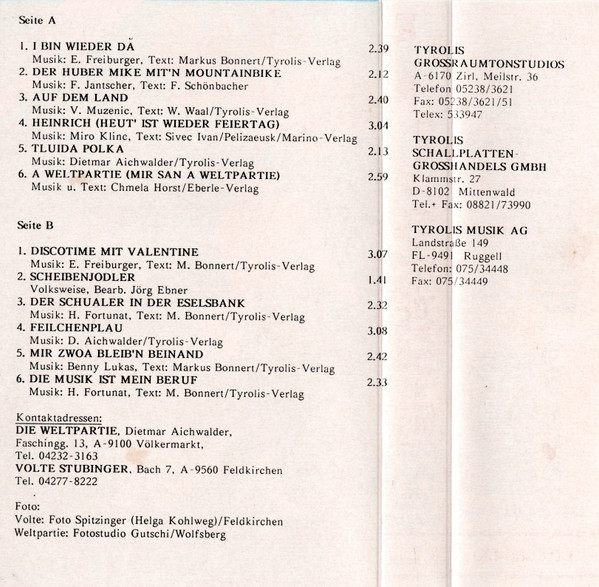 Seite A
1. I BIN WIEDER DÁ 2.39
Musik: E. Freiburger, Text: Markus Bonnert/Tyrolis-Verlag
2. DER HUBER MIKE MIT'N MOUNTAINBIKE 2.12
Musik: F. Jantscher, Text: F. Schönbacher
3. AUF DEM LAND 2.40
Musik: V. Muzenic, Text: W. Waal/Tyrolis-Verlag
4. HEINRICH (HEUT' IST WIEDER FEIERTAG) 3.04
Musik: Miro Klinc, Text: Sivec Ivan/Pelizaeusk/Marino-Verlag
5. TLUIDA POLKA 2.13
Musik: Dietmar Aichwalder/Tyrolis-Verlag
6. A WELTPARTIE (MIR SAN A WELTPARTIE) 2.59
Musik u. Text: Chmela Horst/Eberle-Verlag
Seite B
1. DISCOTIME MIT VALENTINE 3.07
Musik: E. Freiburger, Text: M. Bonnert/Tyrolis-Verlag
2. SCHEIBENJODLER 1.41
Volksweise, Bearb. Jörg Ebner
3. DER SCHUALER IN DER ESELSBANK 2.32
Musik: H. Fortunat, Text: M. Bonnert/Tyrolis-Verlag
4. FEILCHENPLAU 3.08
Musik: D. Aichwalder/Tyrolis-Verlag
5. MIR ZWOA BLEIB'N BEINAND 2.42
Musik: Benny Lukas, Text: Markus Bonnert/Tyrolis-Verlag
6. DIE MUSIK IST MEIN BERUF 2.33
Musik: H. Fortunat, Text: M. Bonnert/Tyrolis-Verlag
Kontaktadressen:
DIE WELTPARTIE, Dietmar Aichwalder,
Faschingg. 13, A-9100 Völkermarkt,
Tel. 04232-3163
VOLTE STUBINGER, Bach 7, A-9560 Feldkirchen
Tel. 04277-8222
Foto:
Volte: Foto Spitzinger (Helga Kohlweg)/Feldkirchen
Weltpartie: Fotostudio Gutschi/Wolfsberg
TYROLIS
GROSSRAUMTONSTUDIOS
A-6170 Zirl, Meilstr. 36
Telefon 05238/3621
Fax: 05238/3621/51
Telex: 533947
TYROLIS
SCHALLPLATTEN-
GROSSHANDELS GMBH
Klammstr. 27
D-8102 Mittenwald
Tel.+ Fax: 08821/73990
TYROLIS MUSIK AG
Landstraße 149
FL-9491 Ruggell
Telefon: 075/34448
Fax: 075/34449